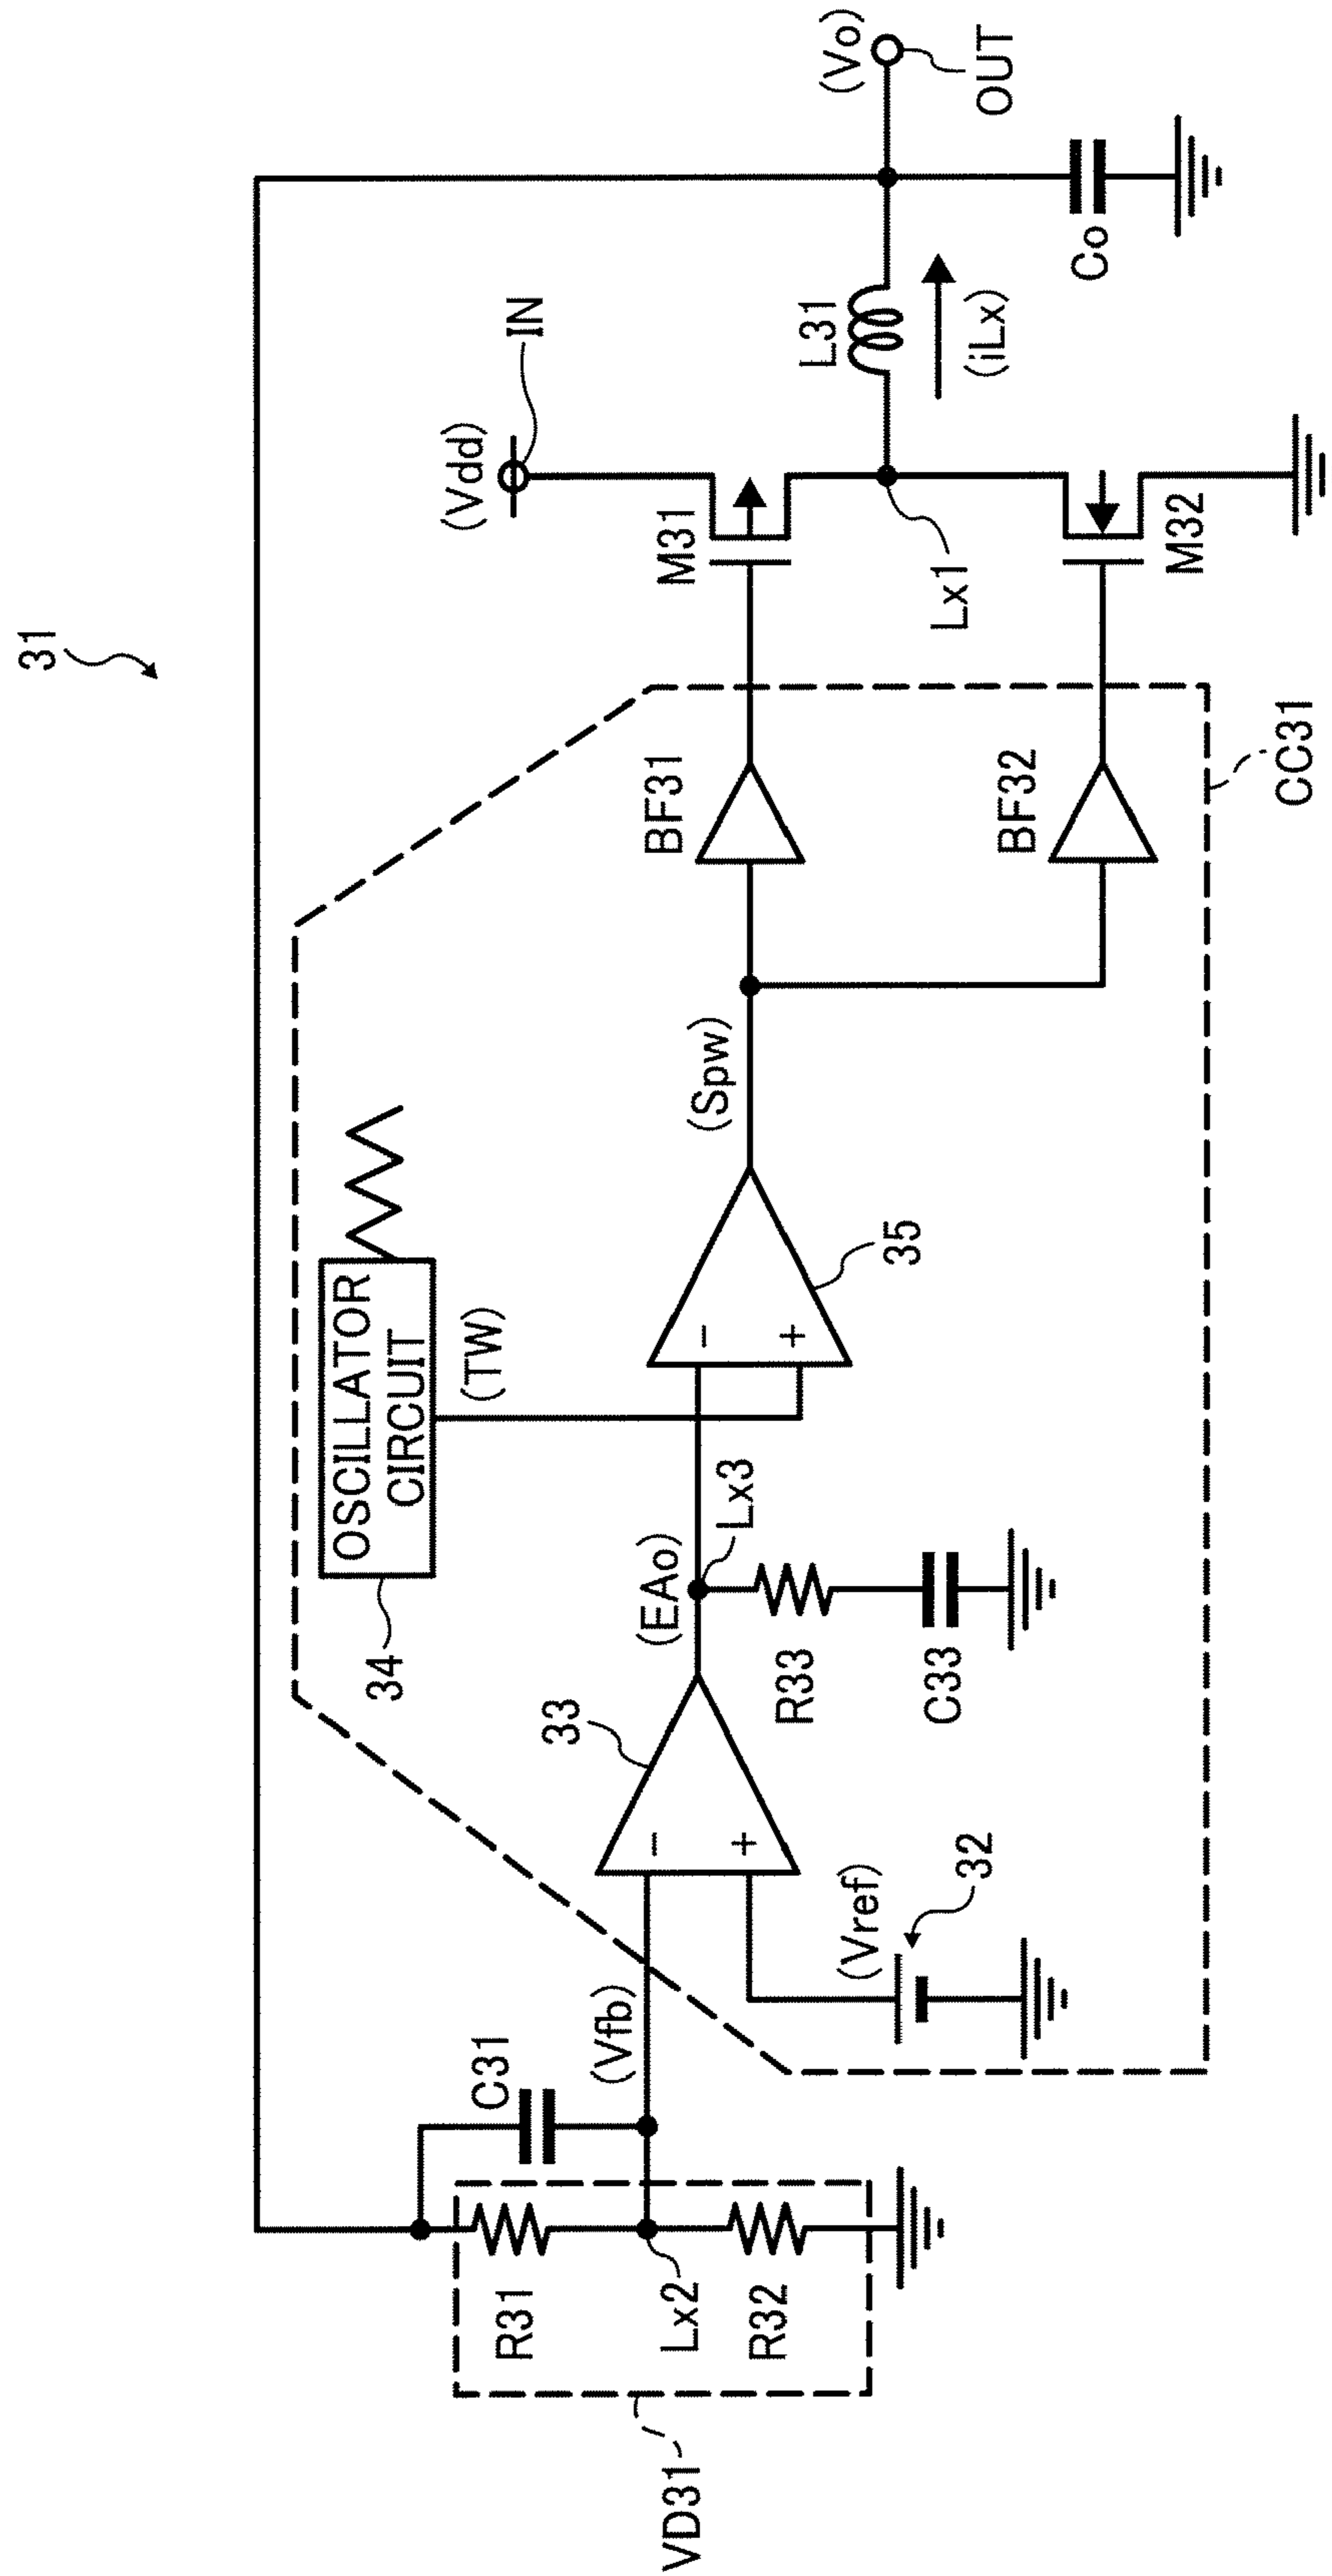 31
VD31
R31
Lx2
R32
C31
(Vfb)
(Vref)
32
33
-
+
(EAo)
Lx3
R33
C33
34
OSCILLATOR
CIRCUIT
(TW)
35
-
+
(Spw)
BF31
BF32
CC31
(Vdd)
IN
M31
Lx1
M32
L31
(iLx)
Co
(Vo)
OUT